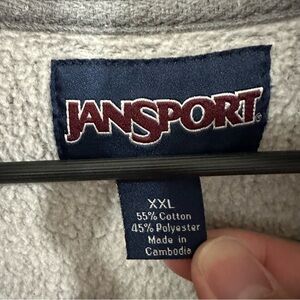 JANSPORT®
XXL
55% Cotton
45% Polyester
Made in
Cambodia